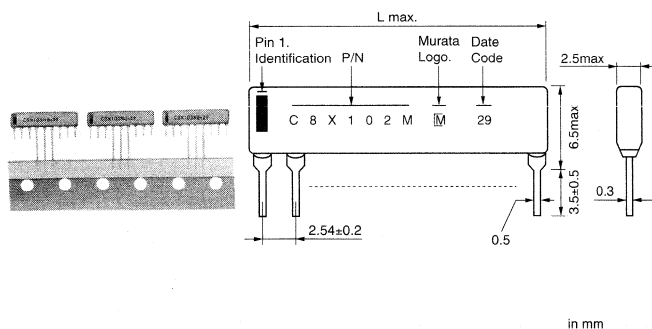 L max.
Pin 1.
Identification
P/N
Murata
Logo.
Date
Code
2.5max
C 8 X 1 0 2 M M 29
6.5max
3.5±0.5
2.54±0.2
0.5
0.3
in mm